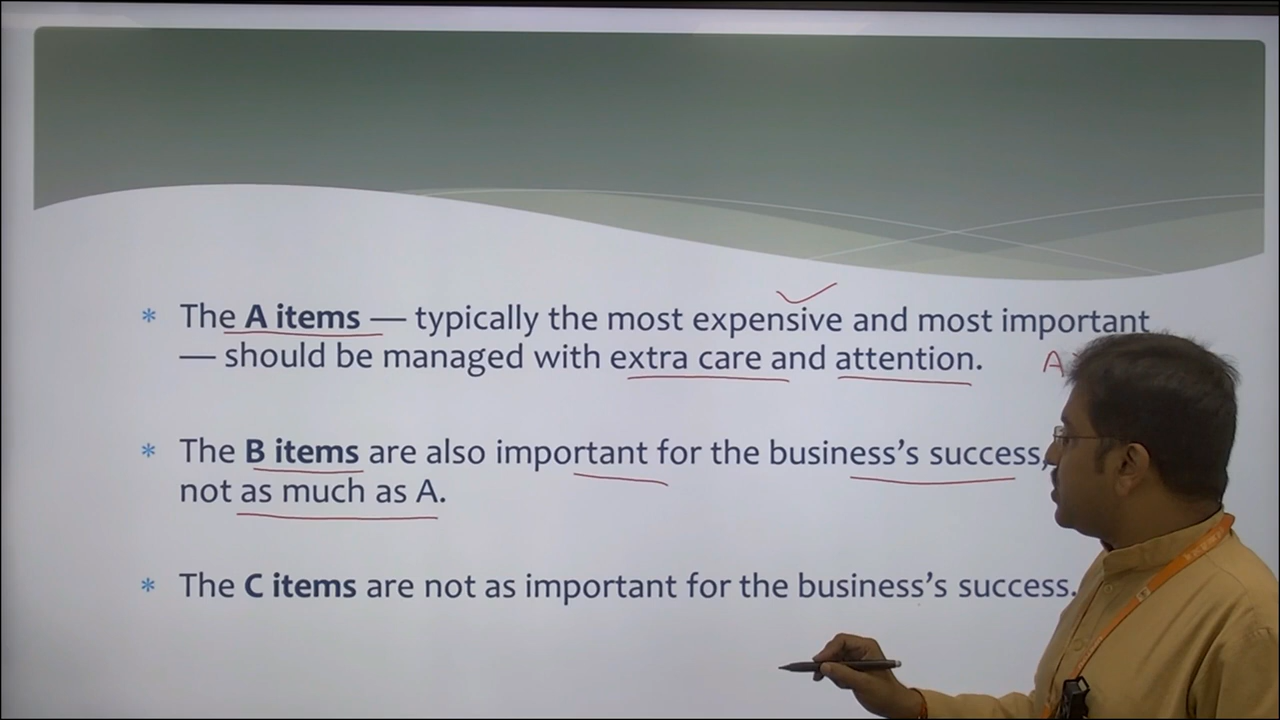 * The A items — typically the most expensive and most important
— should be managed with extra care and attention.
A
* The B items are also important for the business’s success,
not as much as A.
* The C items are not as important for the business’s success.